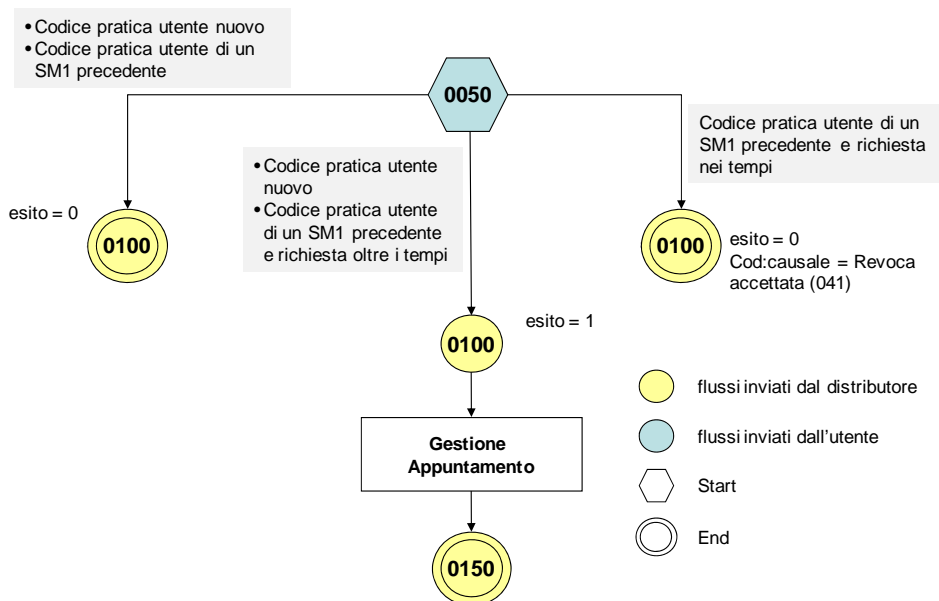 • Codice pratica utente nuovo
• Codice pratica utente di un
SM1 precedente
0050
Codice pratica utente di un
SM1 precedente e richiesta
nei tempi
• Codice pratica utente
nuovo
• Codice pratica utente
di un SM1 precedente
e richiesta oltre i tempi
esito = 0
0100
0100
esito = 0
Cod:causale = Revoca
accettata (041)
esito = 1
0100
flussi inviati dal distributore
Gestione
Appuntamento
flussi inviati dall'utente
Start
End
0150